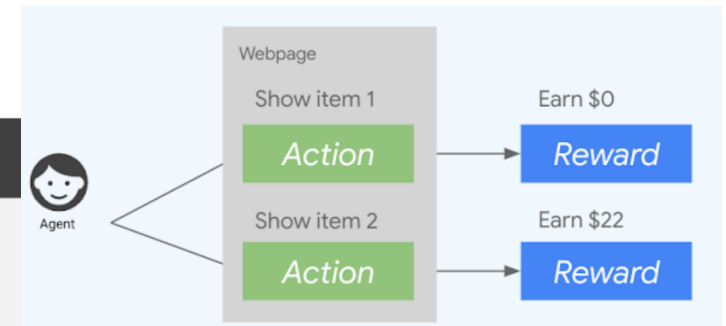 Webpage
Show item 1
Earn $0
Action
Reward
Agent
Show item 2
Earn $22
Action
Reward